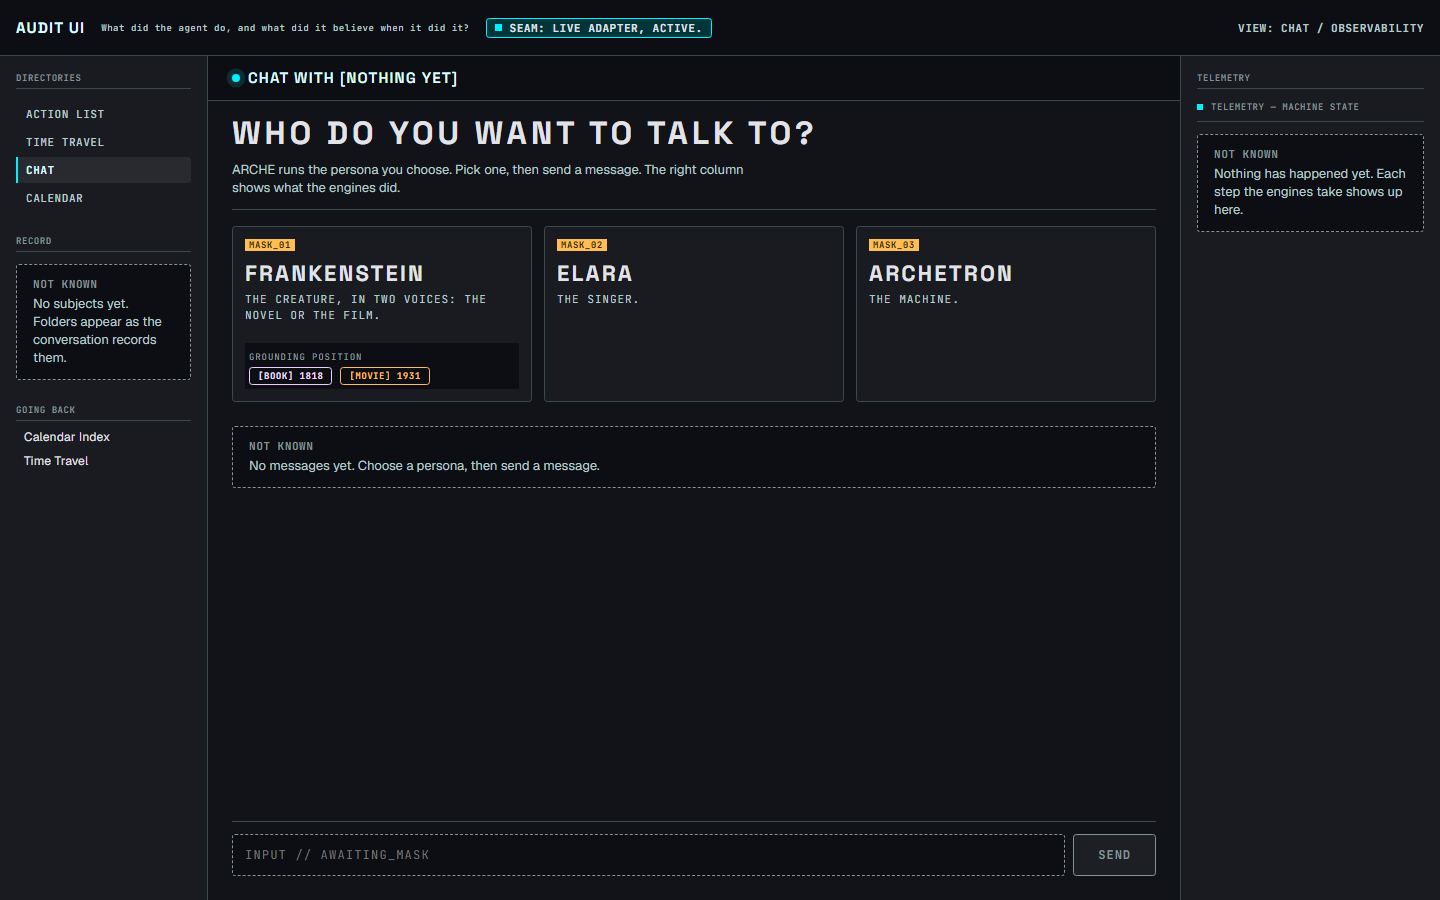 AUDIT UI
What did the agent do, and what did it believe when it did it?
SEAM: LIVE ADAPTER, ACTIVE.
VIEW: CHAT / OBSERVABILITY
DIRECTORIES
ACTION LIST
TIME TRAVEL
CHAT
CALENDAR
RECORD
NOT KNOWN
No subjects yet.
Folders appear as the
conversation records
them.
GOING BACK
Calendar Index
Time Travel
CHAT WITH [NOTHING YET]
WHO DO YOU WANT TO TALK TO?
ARCHE runs the persona you choose. Pick one, then send a message. The right column
shows what the engines did.
MASK_01
FRANKENSTEIN
THE CREATURE, IN TWO VOICES: THE
NOVEL OR THE FILM.
GROUNDING POSITION
[BOOK] 1818
[MOVIE] 1931
MASK_02
ELARA
THE SINGER.
MASK_03
ARCHETRON
THE MACHINE.
NOT KNOWN
No messages yet. Choose a persona, then send a message.
INPUT // AWAITING_MASK
SEND
TELEMETRY
TELEMETRY — MACHINE STATE
NOT KNOWN
Nothing has happened yet. Each
step the engines take shows up
here.